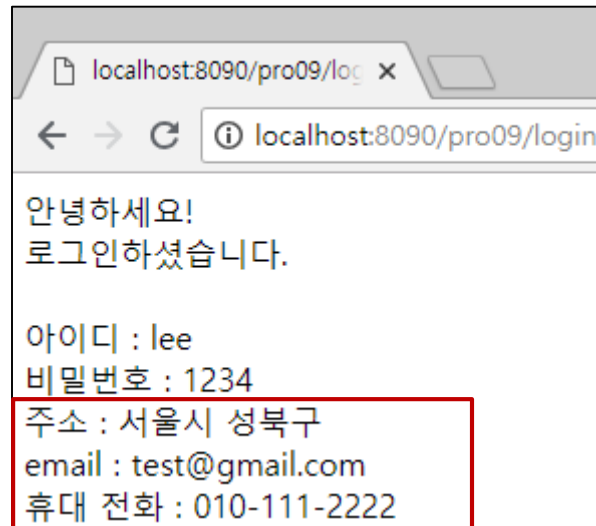 localhost:8090/pro09/log
localhost:8090/pro09/login
안녕하세요!
로그인하셨습니다.
아이디 : lee
비밀번호 : 1234
주소 : 서울시 성북구
email : test@gmail.com
휴대 전화 : 010-111-2222